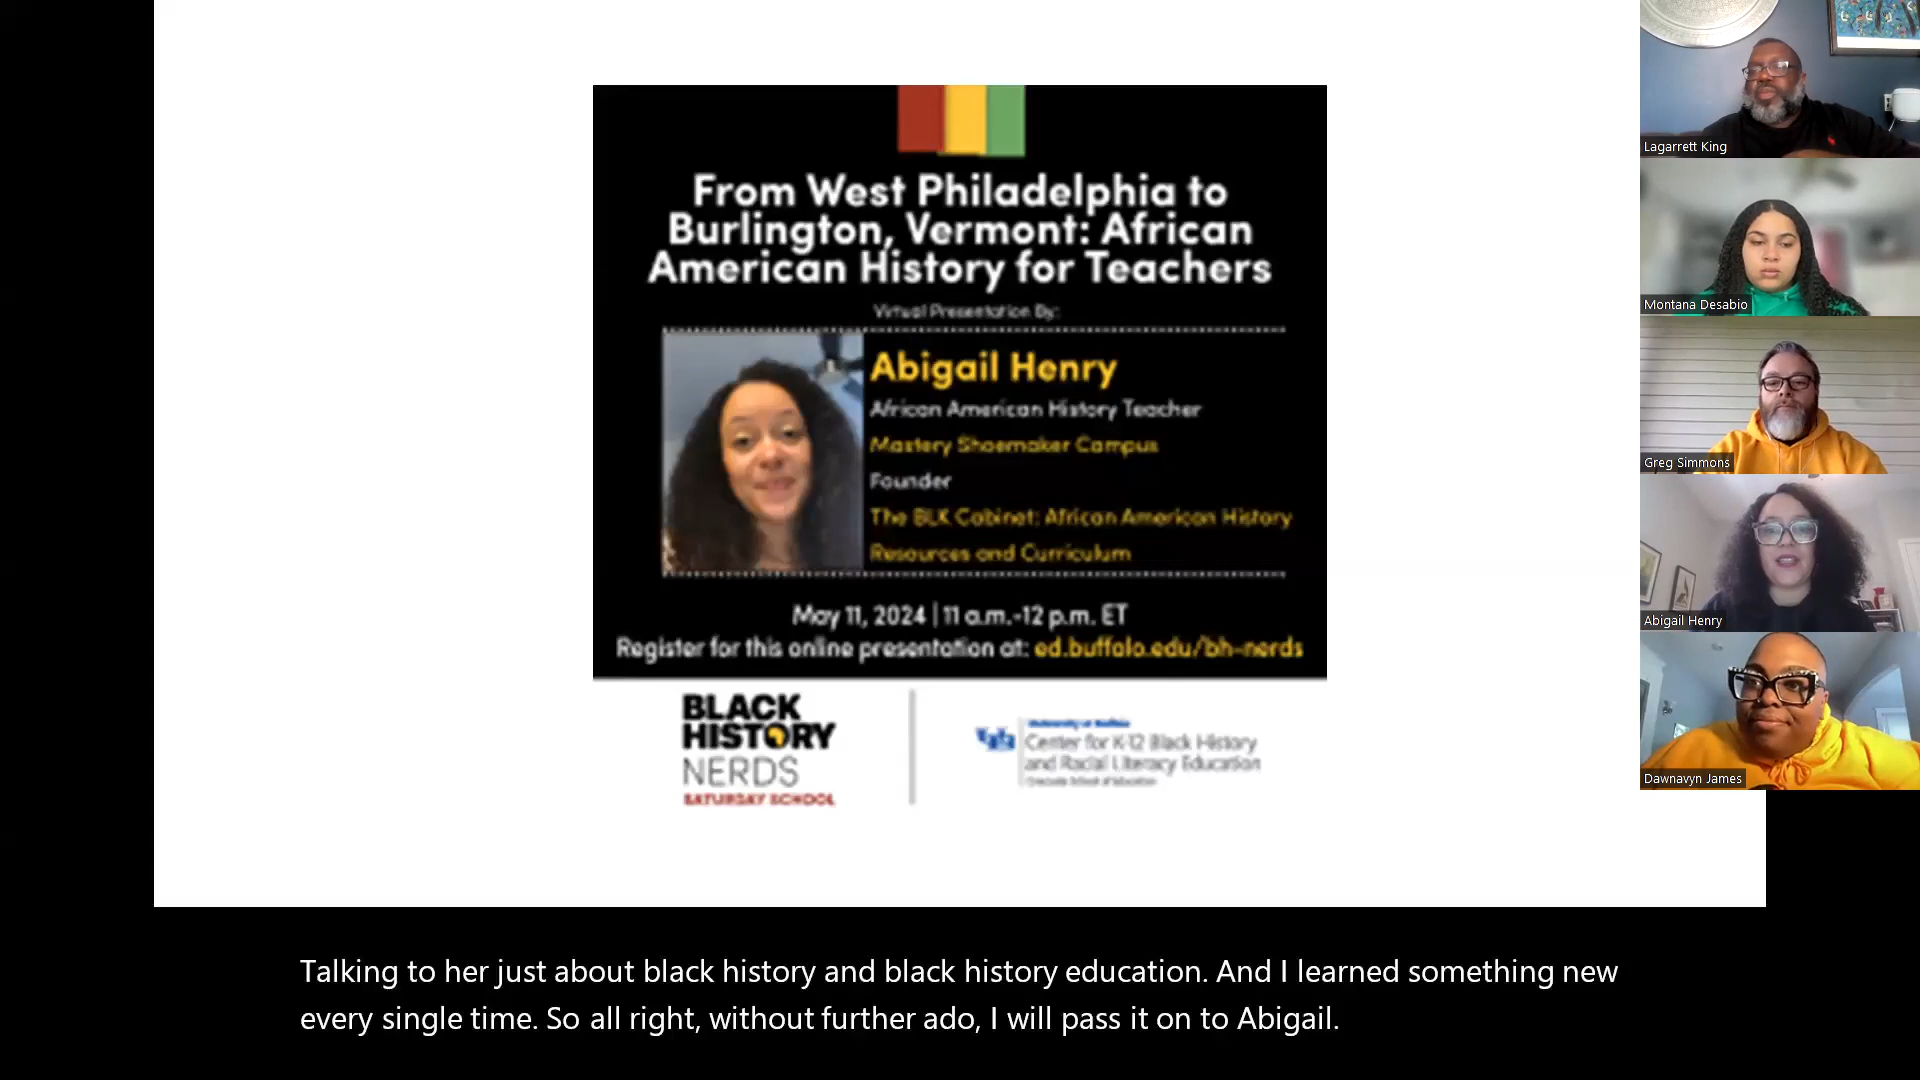 From West Philadelphia to
Burlington, Vermont: African
American History for Teachers
Virtual Presentation By:
Abigail Henry
African American History Teacher
Mastery Shoemaker Campus
Founder
The BLK Cabinet: African American History
Resources and Curriculum
May 11, 2024 | 11 a.m.-12 p.m. ET
Register for this online presentation at: ed.buffalo.edu/bh-nerds
BLACK
HISTORY
NERDS
SATURDAY SCHOOL
University at Buffalo
Center for K-12 Black History
and Racial Literacy Education
Graduate School of Education
Lagarrett King
Montana Desabio
Greg Simmons
Abigail Henry
Dawnavyn James
Talking to her just about black history and black history education. And I learned something new
every single time. So all right, without further ado, I will pass it on to Abigail.